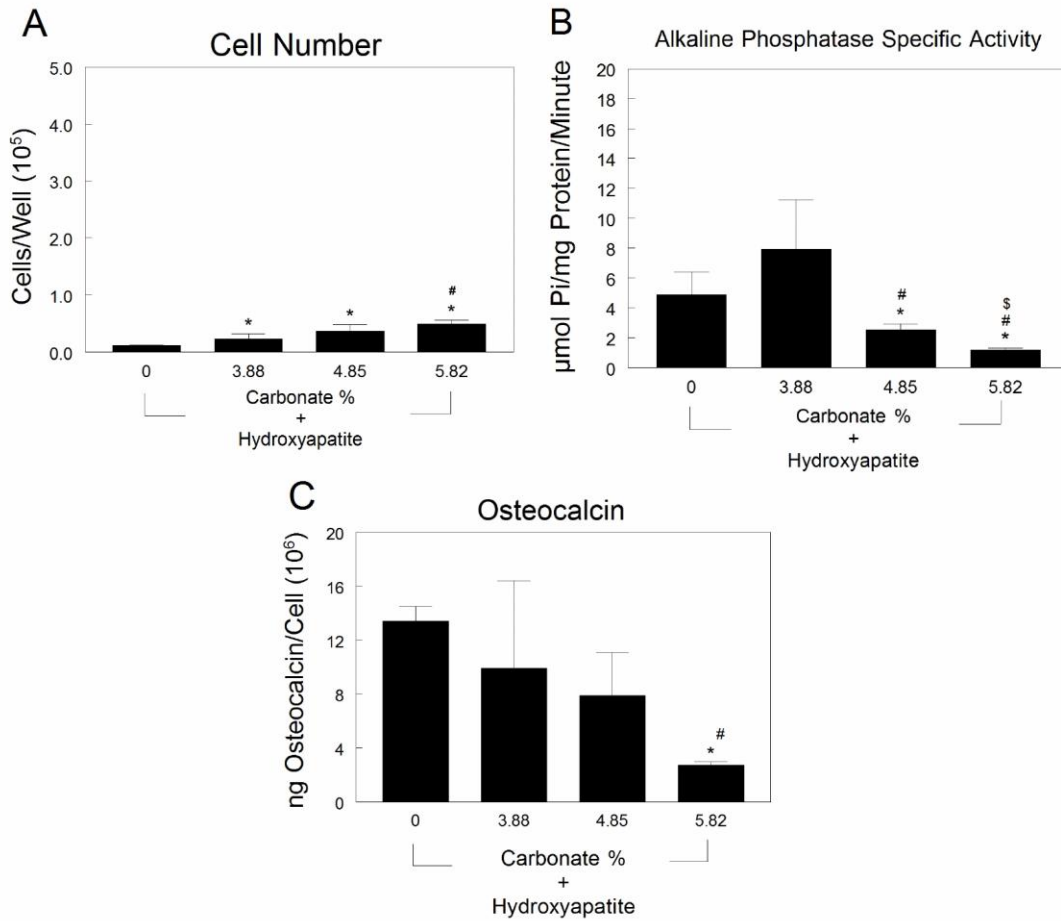 A
Cell Number
Cells/Well (10⁵)
5.0
4.0
3.0
2.0
1.0
0.0
*
*
#
*
0 3.88 4.85 5.82
Carbonate %
+
Hydroxyapatite
B
Alkaline Phosphatase Specific Activity
µmol Pi/mg Protein/Minute
20
18
16
14
12
10
8
6
4
2
0
#
*
$
#
*
0 3.88 4.85 5.82
Carbonate %
+
Hydroxyapatite
C
Osteocalcin
ng Osteocalcin/Cell (10⁶)
20
16
12
8
4
0
#
*
0 3.88 4.85 5.82
Carbonate %
+
Hydroxyapatite